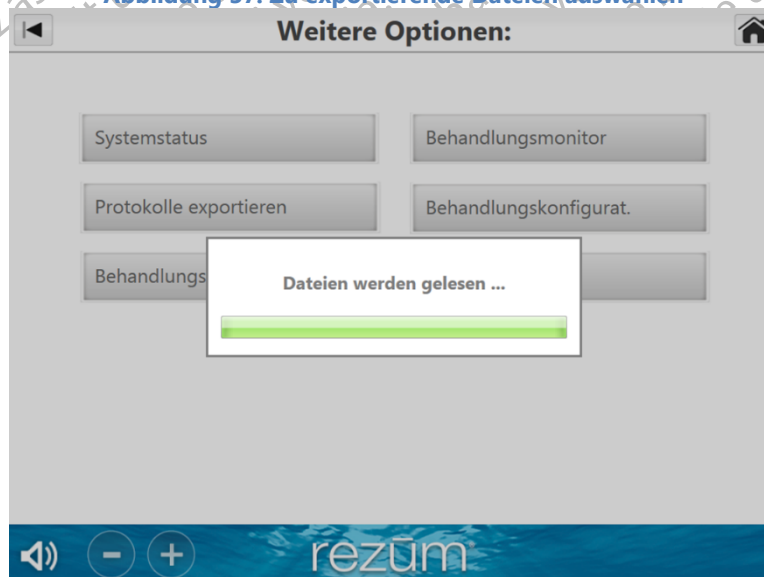 Weitere Optionen:
Systemstatus
Behandlungsmonitor
Protokolle exportieren
Behandlungskonfigurat.
Behandlungs
Dateien werden gelesen ...
rezūm